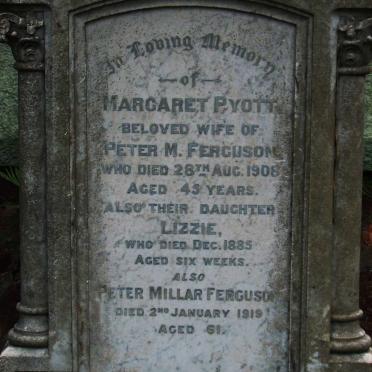 In Loving Memory
of
MARGARET PYOTT
BELOVED WIFE OF
PETER M. FERGUSON
WHO DIED 28TH AUG. 1908
AGED 43 YEARS.
ALSO THEIR DAUGHTER
LIZZIE,
WHO DIED DEC. 1885
AGED SIX WEEKS.
ALSO
PETER MILLAR FERGUSON
DIED 2ND JANUARY 1919
AGED 61.